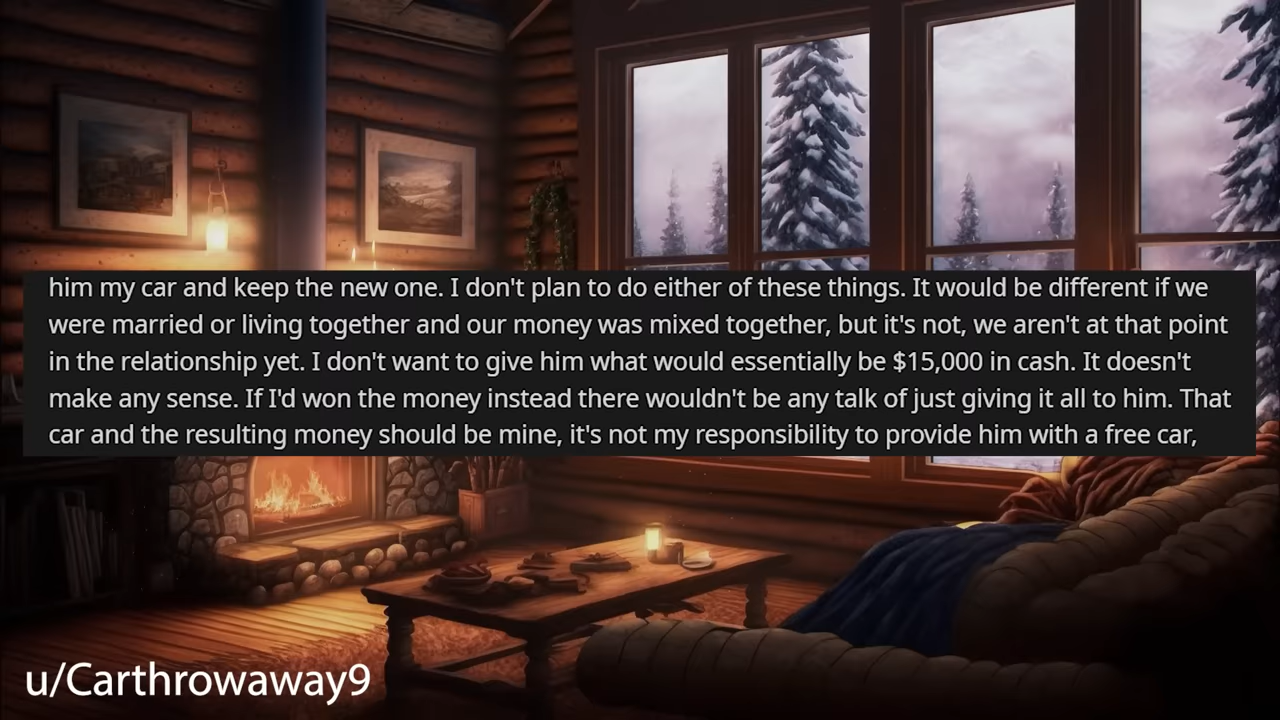 him my car and keep the new one. I don't plan to do either of these things. It would be different if we
were married or living together and our money was mixed together, but it's not, we aren't at that point
in the relationship yet. I don't want to give him what would essentially be $15,000 in cash. It doesn't
make any sense. If I'd won the money instead there wouldn't be any talk of just giving it all to him. That
car and the resulting money should be mine, it's not my responsibility to provide him with a free car,
u/Carthrowaway9